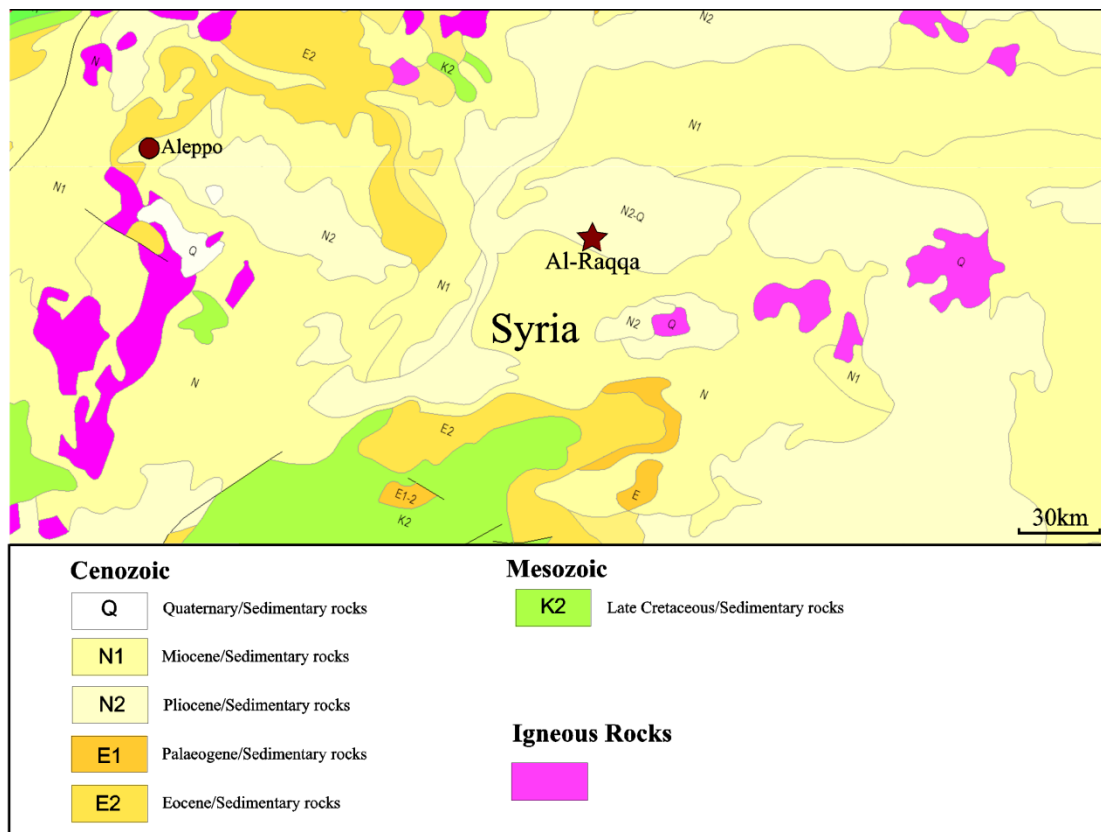 E2
K2
N
N1
Aleppo
N1
N2-Q
N2
Q
Al-Raqqa
Q
N1
Syria
N2
Q
N1
N
N
E2
E1-2
E
K2
30km
Cenozoic
Q Quaternary/Sedimentary rocks
N1 Miocene/Sedimentary rocks
N2 Pliocene/Sedimentary rocks
E1 Palaeogene/Sedimentary rocks
E2 Eocene/Sedimentary rocks
Mesozoic
K2 Late Cretaceous/Sedimentary rocks
Igneous Rocks